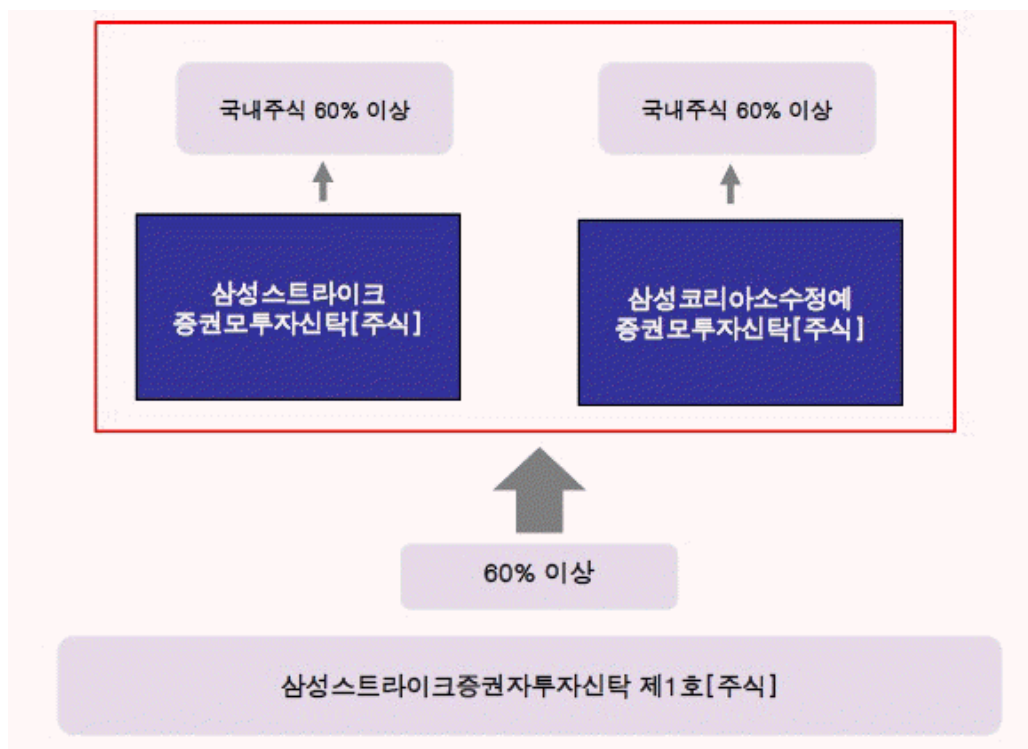 국내주식 60% 이상
국내주식 60% 이상
삼성스트라이크
증권모투자신탁[주식]
삼성코리아소수정예
증권모투자신탁[주식]
60% 이상
삼성스트라이크증권자투자신탁 제1호[주식]